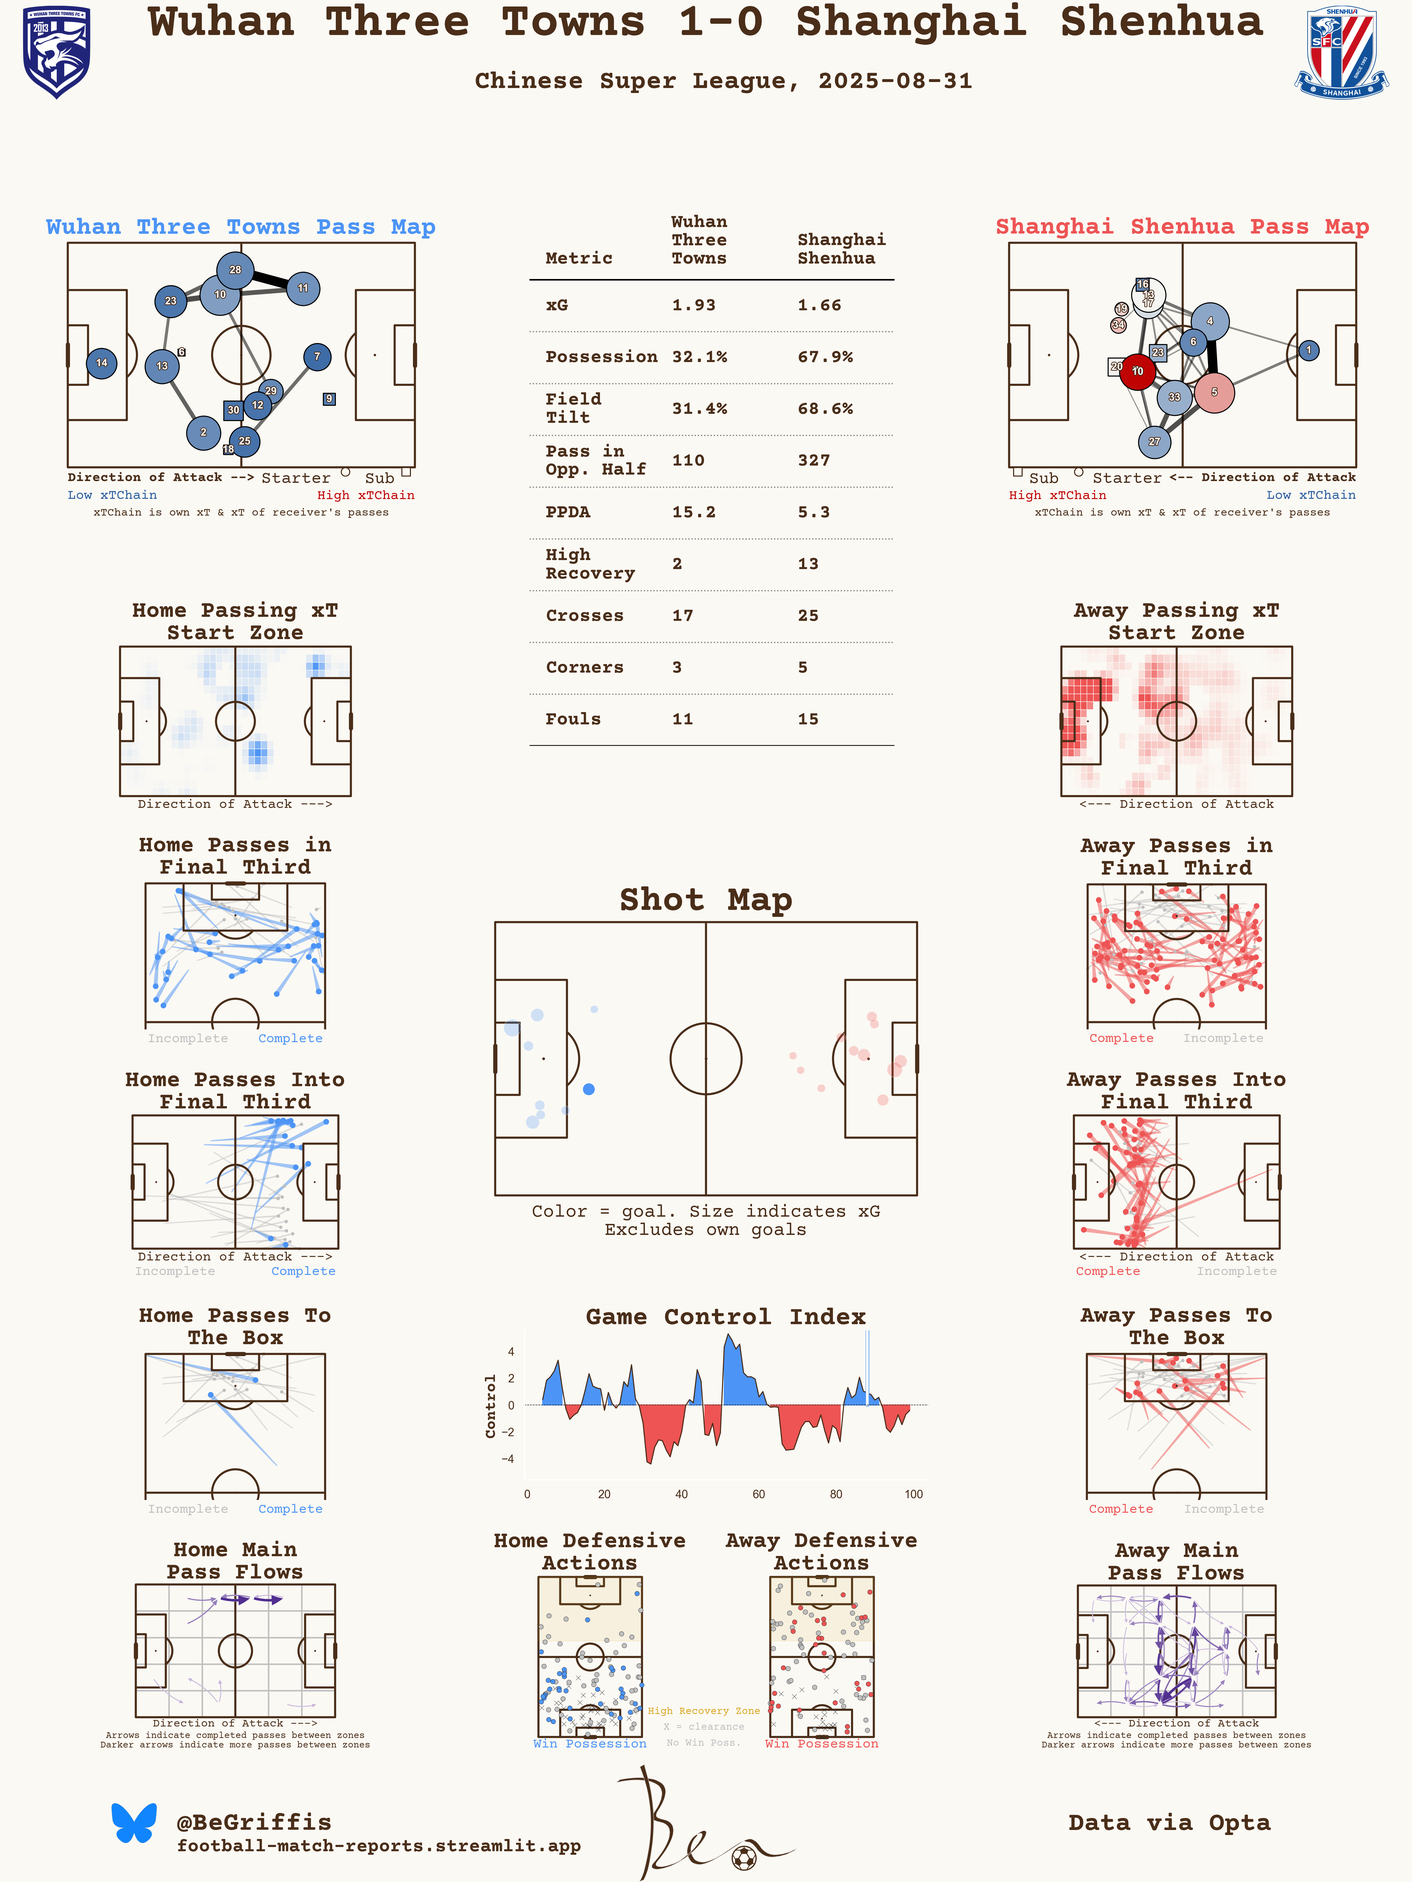 Wuhan Three Towns 1-0 Shanghai Shenhua
Chinese Super League, 2025-08-31
WUHAN THREE TOWNS FC
2013
SHENHUA
SFC
SINCE 1993
SHANGHAI
Wuhan Three Towns Pass Map
28
11
10
23
6
14
13
7
29
12
30
9
2
25
18
Direction of Attack --> Starter Sub
Low xTChain High xTChain
xTChain is own xT & xT of receiver's passes
Metric Wuhan Three Towns Shanghai Shenhua
xG 1.93 1.66
Possession 32.1% 67.9%
Field Tilt 31.4% 68.6%
Pass in Opp. Half 110 327
PPDA 15.2 5.3
High Recovery 2 13
Crosses 17 25
Corners 3 5
Fouls 11 15
Shanghai Shenhua Pass Map
16
13
17
19
34
4
6
23
1
20
10
5
33
27
Sub Starter <-- Direction of Attack
High xTChain Low xTChain
xTChain is own xT & xT of receiver's passes
Home Passing xT
Start Zone
Direction of Attack --->
Away Passing xT
Start Zone
<--- Direction of Attack
Home Passes in
Final Third
Incomplete Complete
Away Passes in
Final Third
Complete Incomplete
Shot Map
Color = goal. Size indicates xG
Excludes own goals
Home Passes Into
Final Third
Direction of Attack --->
Incomplete Complete
Away Passes Into
Final Third
<--- Direction of Attack
Complete Incomplete
Home Passes To
The Box
Incomplete Complete
Game Control Index
Control
4
2
0
−2
−4
0 20 40 60 80 100
Away Passes To
The Box
Complete Incomplete
Home Main
Pass Flows
Direction of Attack --->
Arrows indicate completed passes between zones
Darker arrows indicate more passes between zones
Home Defensive
Actions
Win Possession
High Recovery Zone
X = clearance
No Win Poss.
Away Defensive
Actions
Win Possession
Away Main
Pass Flows
<--- Direction of Attack
Arrows indicate completed passes between zones
Darker arrows indicate more passes between zones
@BeGriffis
football-match-reports.streamlit.app
Ben
Data via Opta